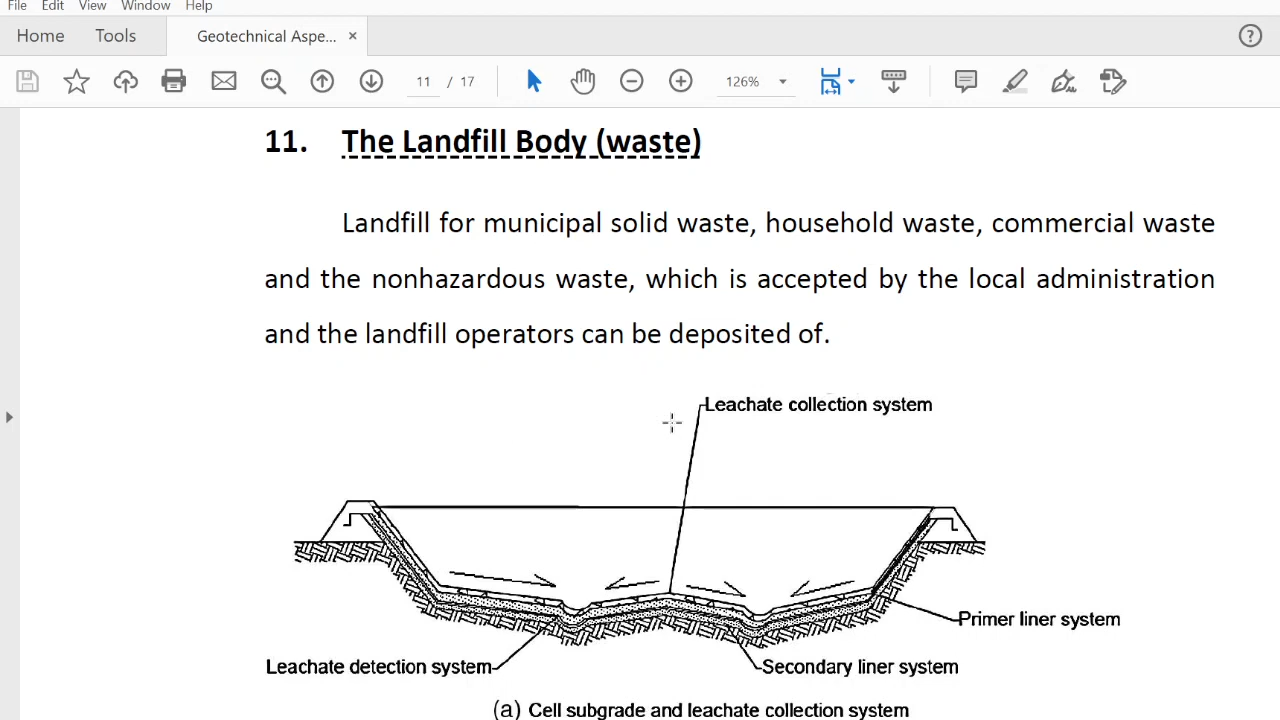 File Edit View Window Help
Home Tools Geotechnical Aspe... ×
11 / 17 126%
11. The Landfill Body (waste)
Landfill for municipal solid waste, household waste, commercial waste
and the nonhazardous waste, which is accepted by the local administration
and the landfill operators can be deposited of.
Leachate collection system
Primer liner system
Leachate detection system
Secondary liner system
(a) Cell subgrade and leachate collection system